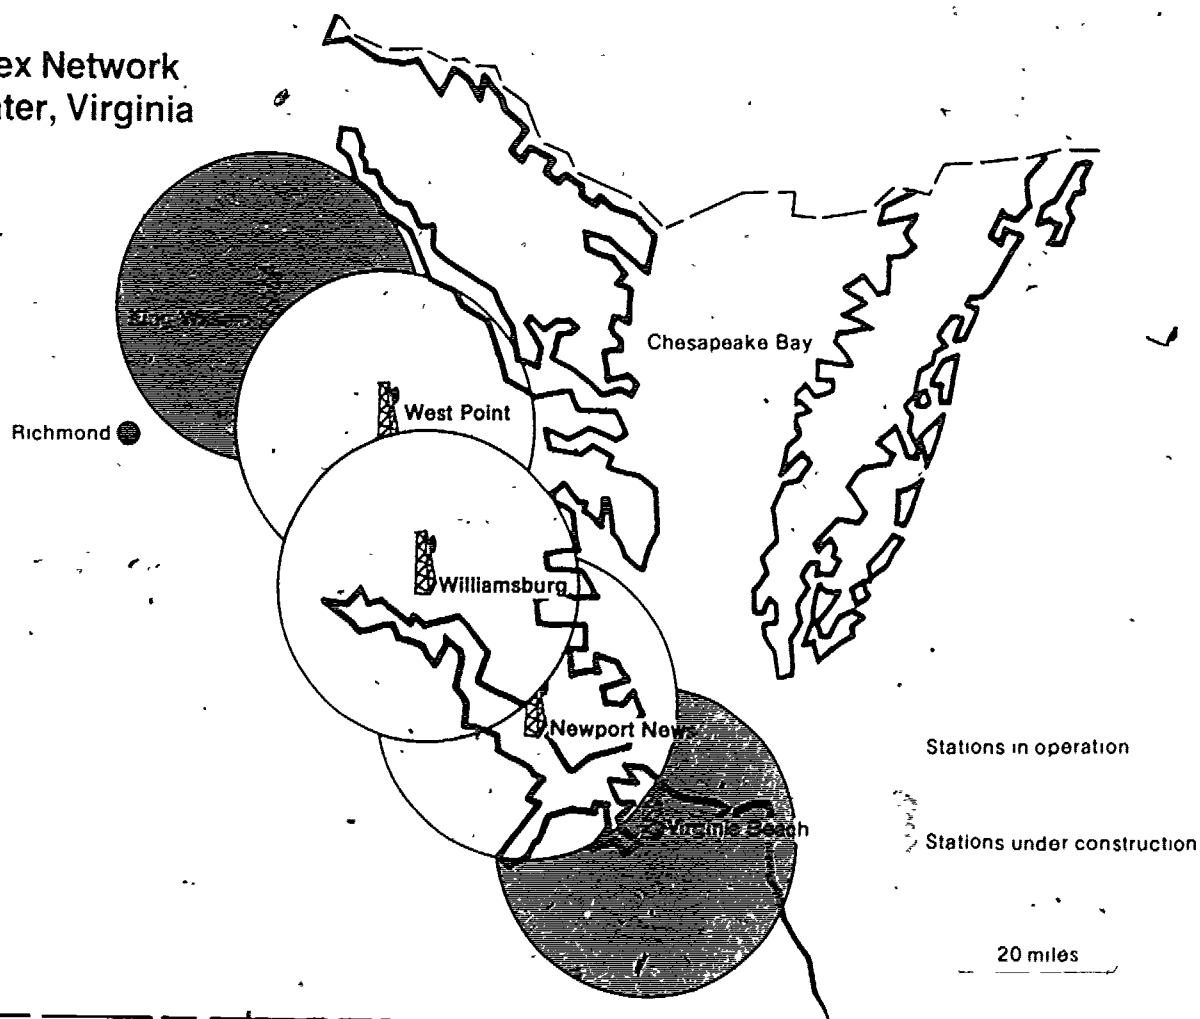 ex Network
ter, Virginia
Chesapeake Bay
West Point
Richmond
Williamsburg
Newport News
Virginia Beach
Stations in operation
Stations under construction
20 miles